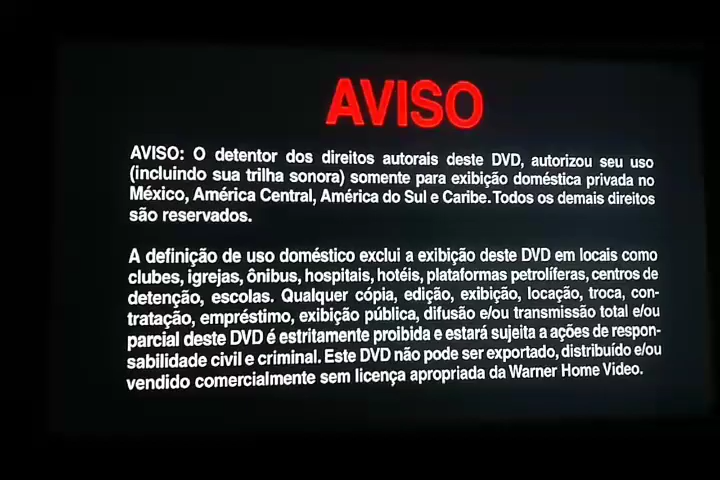 AVISO
AVISO: O detentor dos direitos autorais deste DVD, autorizou seu uso
(incluindo sua trilha sonora) somente para exibição doméstica privada no
México, América Central, América do Sul e Caribe. Todos os demais direitos
são reservados.
A definição de uso doméstico exclui a exibição deste DVD em locais como
clubes, igrejas, ônibus, hospitais, hotéis, plataformas petrolíferas, centros de
detenção, escolas. Qualquer cópia, edição, exibição, locação, troca, con-
tratação, empréstimo, exibição pública, difusão e/ou transmissão total e/ou
parcial deste DVD é estritamente proibida e estará sujeita a ações de respon-
sabilidade civil e criminal. Este DVD não pode ser exportado, distribuído e/ou
vendido comercialmente sem licença apropriada da Warner Home Video.